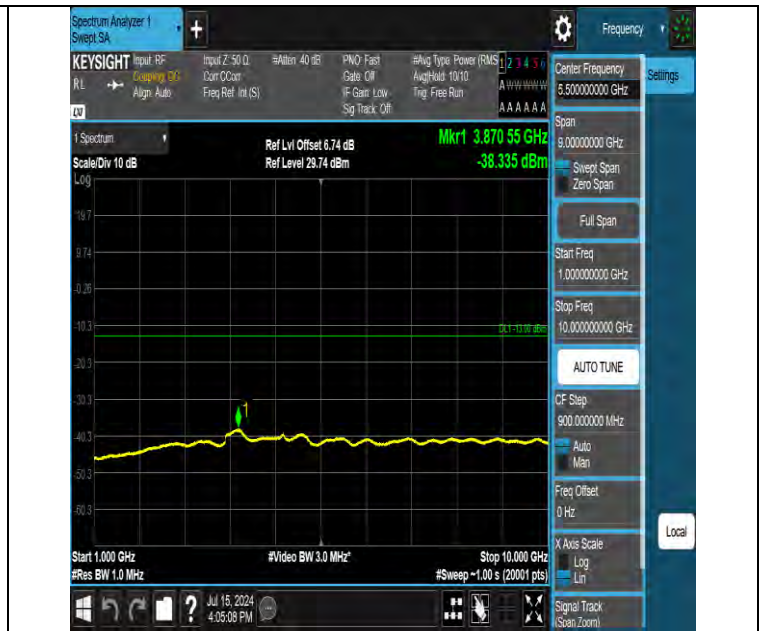 Spectrum Analyzer 1
Swept SA
+
Frequency
KEYSIGHT
RL
Input: RF
Coupling: DC
Align: Auto
Input Z: 50 Ω
Corr CCorr
Freq Ref: Int (S)
#Atten: 40 dB
PNO: Fast
Gate: Off
IF Gain: Low
Sig Track: Off
#Avg Type: Power (RMS
Avg|Hold: 10/10
Trig: Free Run
1 2 3 4 5 6
A W W W W W
A A A A A A
1 Spectrum
Scale/Div 10 dB
Log
Ref Lvl Offset 6.74 dB
Ref Level 29.74 dBm
Mkr1 3.870 55 GHz
-38.335 dBm
19.7
9.74
-0.26
-10.3
-20.3
-30.3
-40.3
-50.3
-60.3
DL1 -13.00 dBm
1
Start 1.000 GHz
#Res BW 1.0 MHz
#Video BW 3.0 MHz*
Stop 10.000 GHz
#Sweep ~1.00 s (20001 pts)
Center Frequency
5.500000000 GHz
Settings
Span
9.00000000 GHz
Swept Span
Zero Span
Full Span
Start Freq
1.000000000 GHz
Stop Freq
10.000000000 GHz
AUTO TUNE
CF Step
900.000000 MHz
Auto
Man
Freq Offset
0 Hz
X Axis Scale
Log
Lin
Local
Signal Track
(Span Zoom)
?
Jul 15, 2024
4:05:08 PM